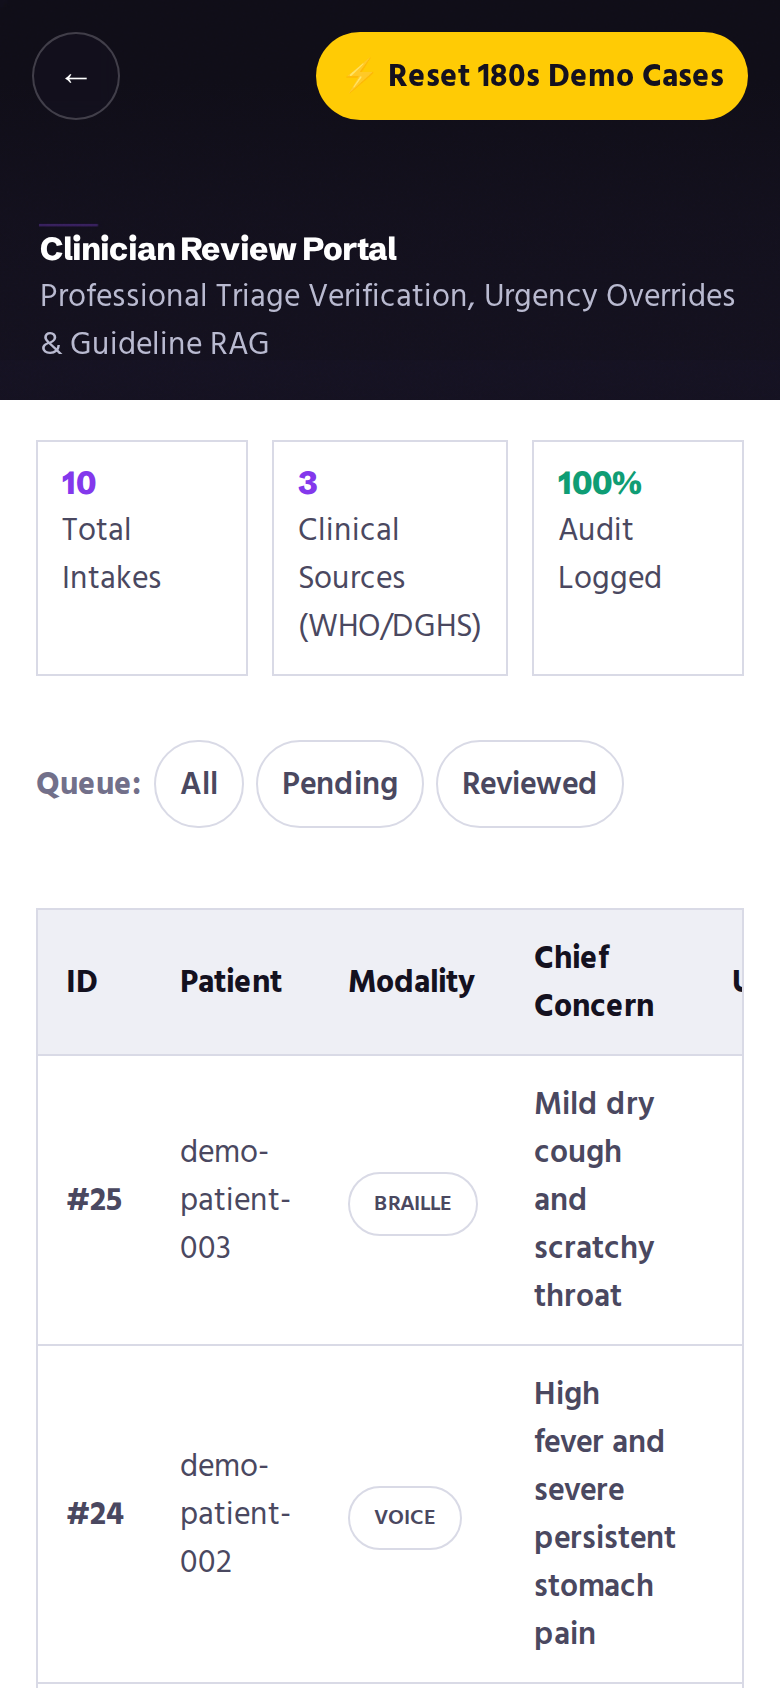 ←
⚡ Reset 180s Demo Cases
Clinician Review Portal
Professional Triage Verification, Urgency Overrides
& Guideline RAG
10
Total
Intakes
3
Clinical
Sources
(WHO/DGHS)
100%
Audit
Logged
Queue: All Pending Reviewed
ID Patient Modality Chief
Concern
#25
demo-
patient-
003
BRAILLE
Mild dry
cough
and
scratchy
throat
#24
demo-
patient-
002
VOICE
High
fever and
severe
persistent
stomach
pain